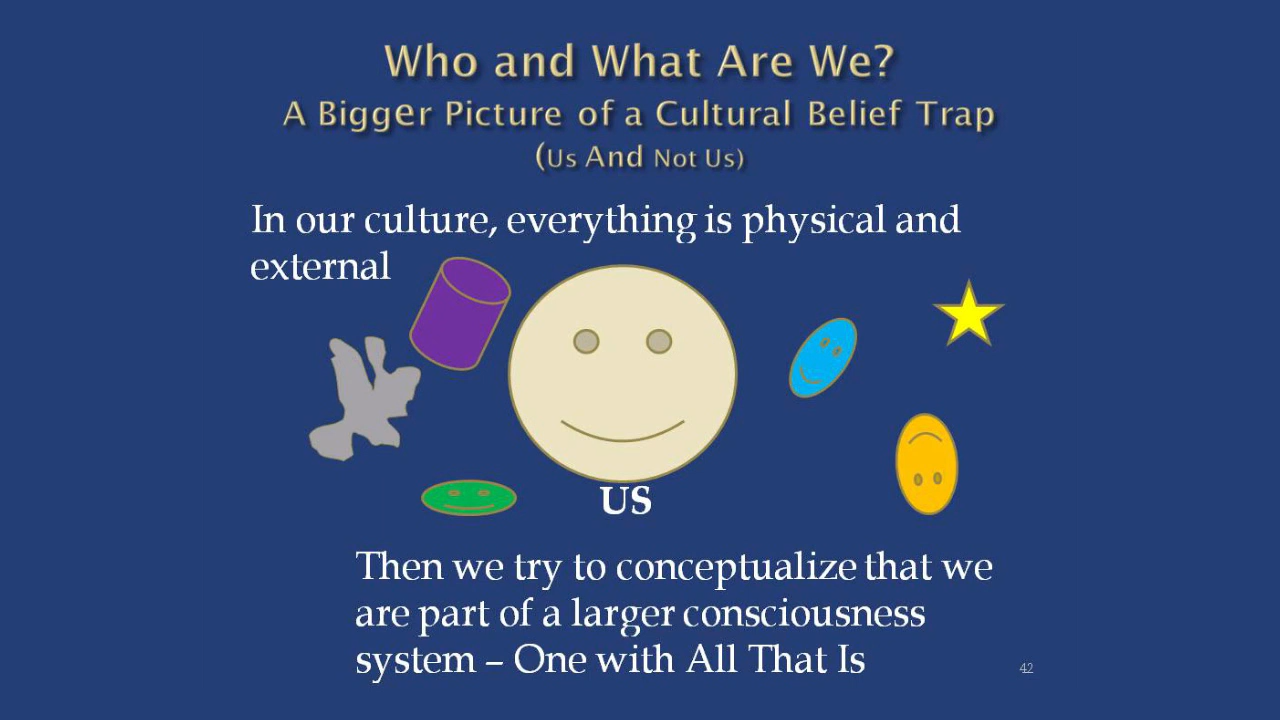 Who and What Are We?
A Bigger Picture of a Cultural Belief Trap
(Us And Not Us)
In our culture, everything is physical and
external
US
Then we try to conceptualize that we
are part of a larger consciousness
system – One with All That Is
42